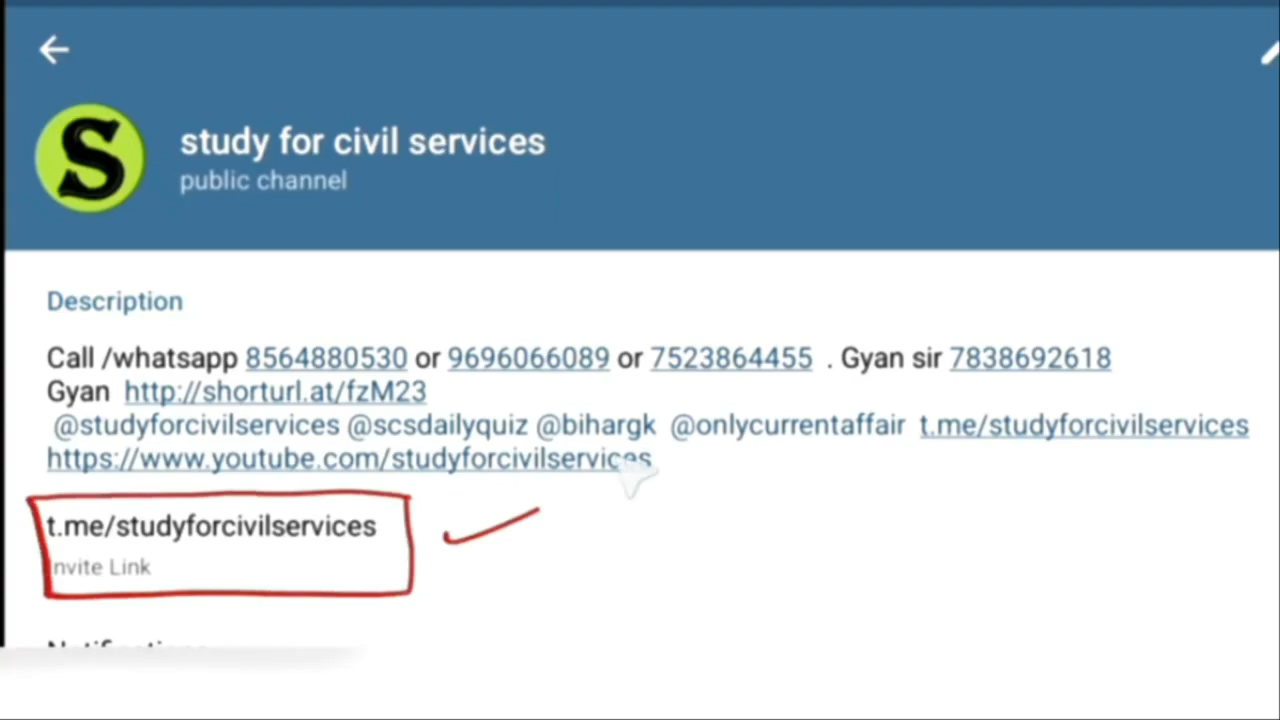 S
study for civil services
public channel
Description
Call /whatsapp 8564880530 or 9696066089 or 7523864455 . Gyan sir 7838692618
Gyan http://shorturl.at/fzM23
@studyforcivilservices @scsdailyquiz @bihargk @onlycurrentaffair t.me/studyforcivilservices
https://www.youtube.com/studyforcivilservices
t.me/studyforcivilservices
Invite Link